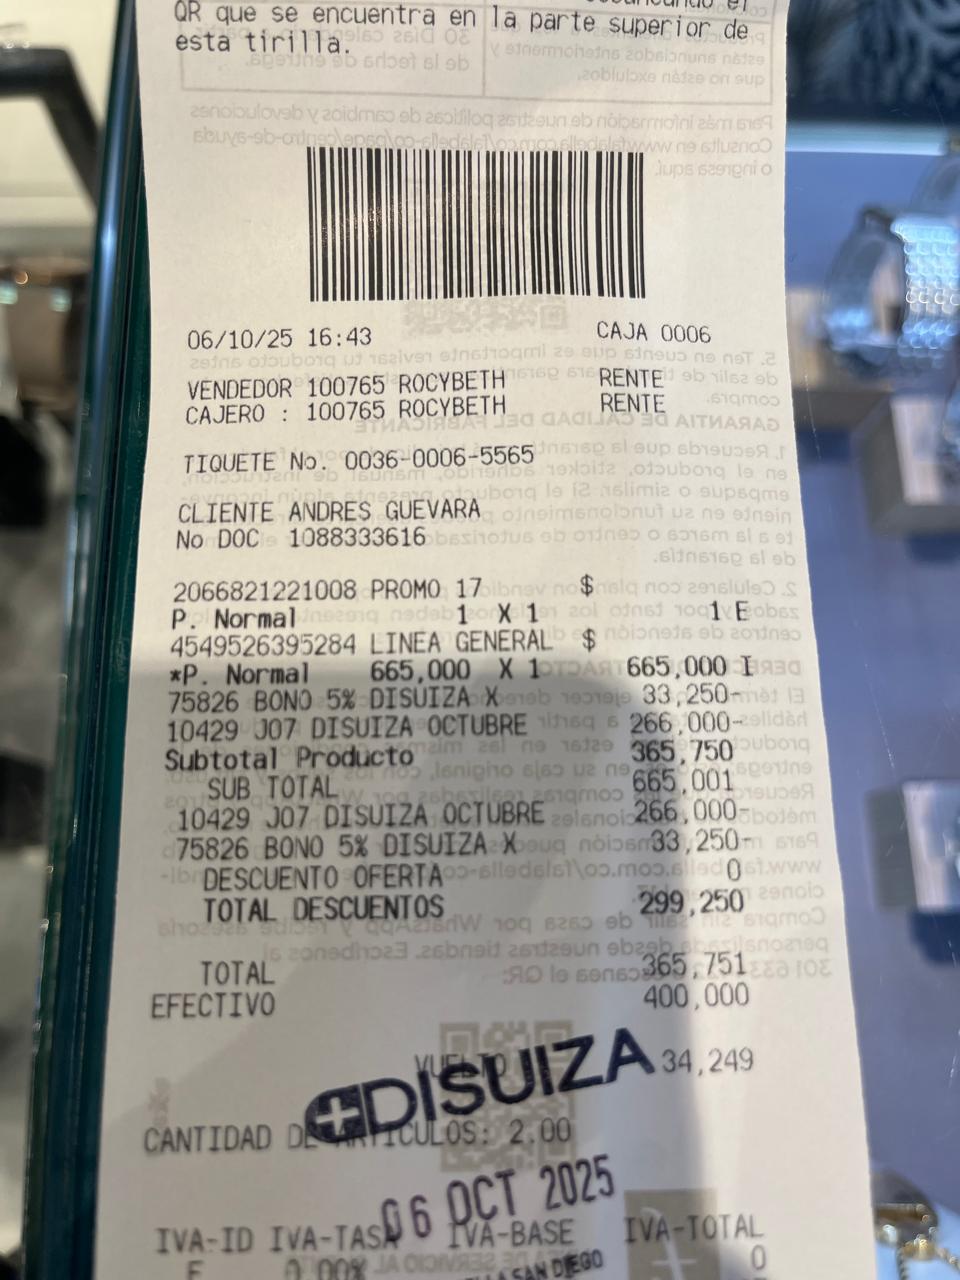 QR que se encuentra en la parte superior de
esta tirilla.
06/10/25 16:43 CAJA 0006
VENDEDOR 100765 ROCYBETH RENTE
CAJERO : 100765 ROCYBETH RENTE
TIQUETE No. 0036-0006-5565
CLIENTE ANDRES GUEVARA
No DOC 1088333616
2066821221008 PROMO 17 $
P. Normal 1 X 1 1 E
4549526395284 LINEA GENERAL $
*P. Normal 665,000 X 1 665,000 I
75826 BONO 5% DISUIZA X 33,250-
10429 J07 DISUIZA OCTUBRE 266,000-
Subtotal Producto 365,750
SUB TOTAL 665,001
10429 J07 DISUIZA OCTUBRE 266,000-
75826 BONO 5% DISUIZA X 33,250-
DESCUENTO OFERTA 0
TOTAL DESCUENTOS 299,250
TOTAL 365,751
EFECTIVO 400,000
VUELTO 34,249
DISUIZA
CANTIDAD DE ARTICULOS: 2.00
06 OCT 2025
IVA-ID IVA-TASA IVA-BASE IVA-TOTAL
E 0.00% 0
SAN DIEGO